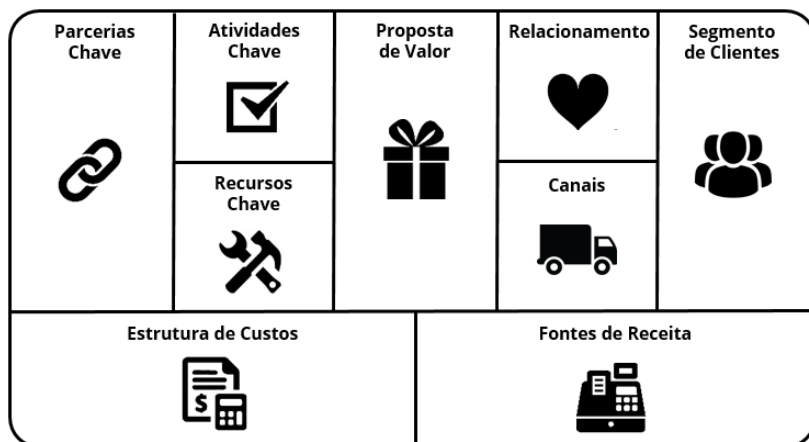 Parcerias
Chave
Atividades
Chave
Recursos
Chave
Proposta
de Valor
Relacionamento
Canais
Segmento
de Clientes
Estrutura de Custos
$
Fontes de Receita